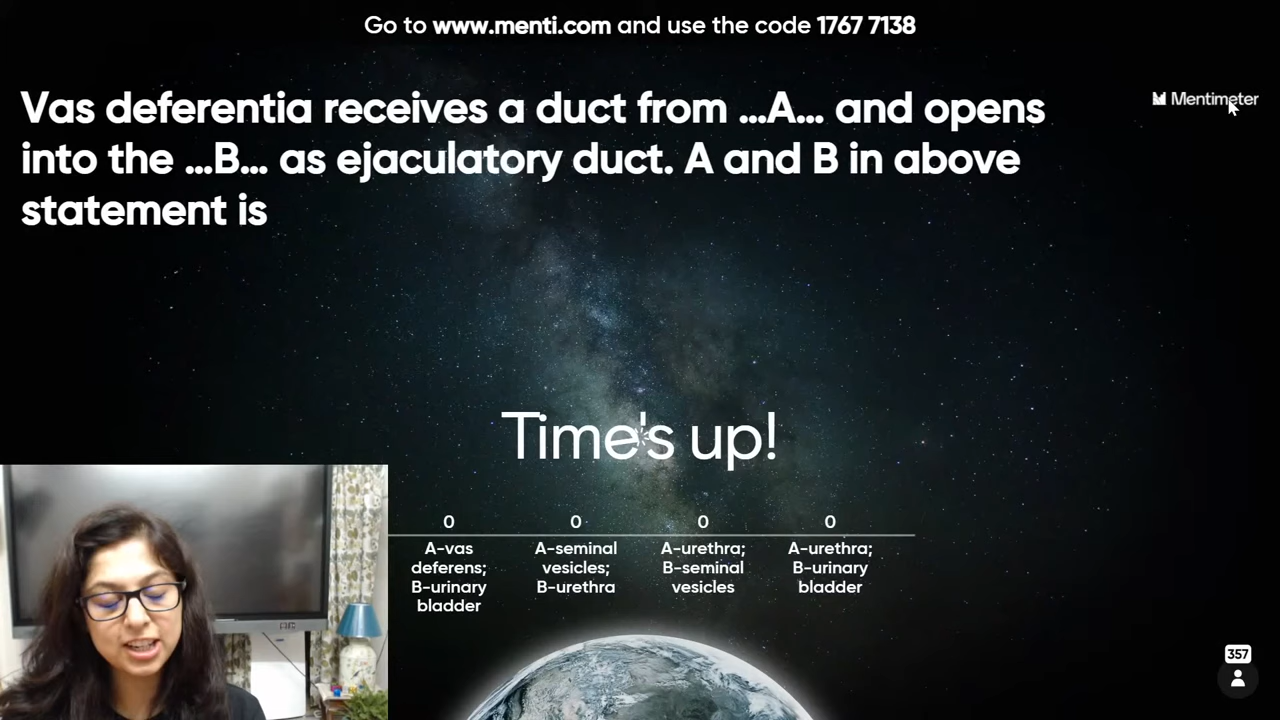 Go to www.menti.com and use the code 1767 7138
Mentimeter
Vas deferentia receives a duct from ...A... and opens
into the ...B... as ejaculatory duct. A and B in above
statement is
Time's up!
0
0
0
0
A-vas
deferens;
B-urinary
bladder
A-seminal
vesicles;
B-urethra
A-urethra;
B-seminal
vesicles
A-urethra;
B-urinary
bladder
357